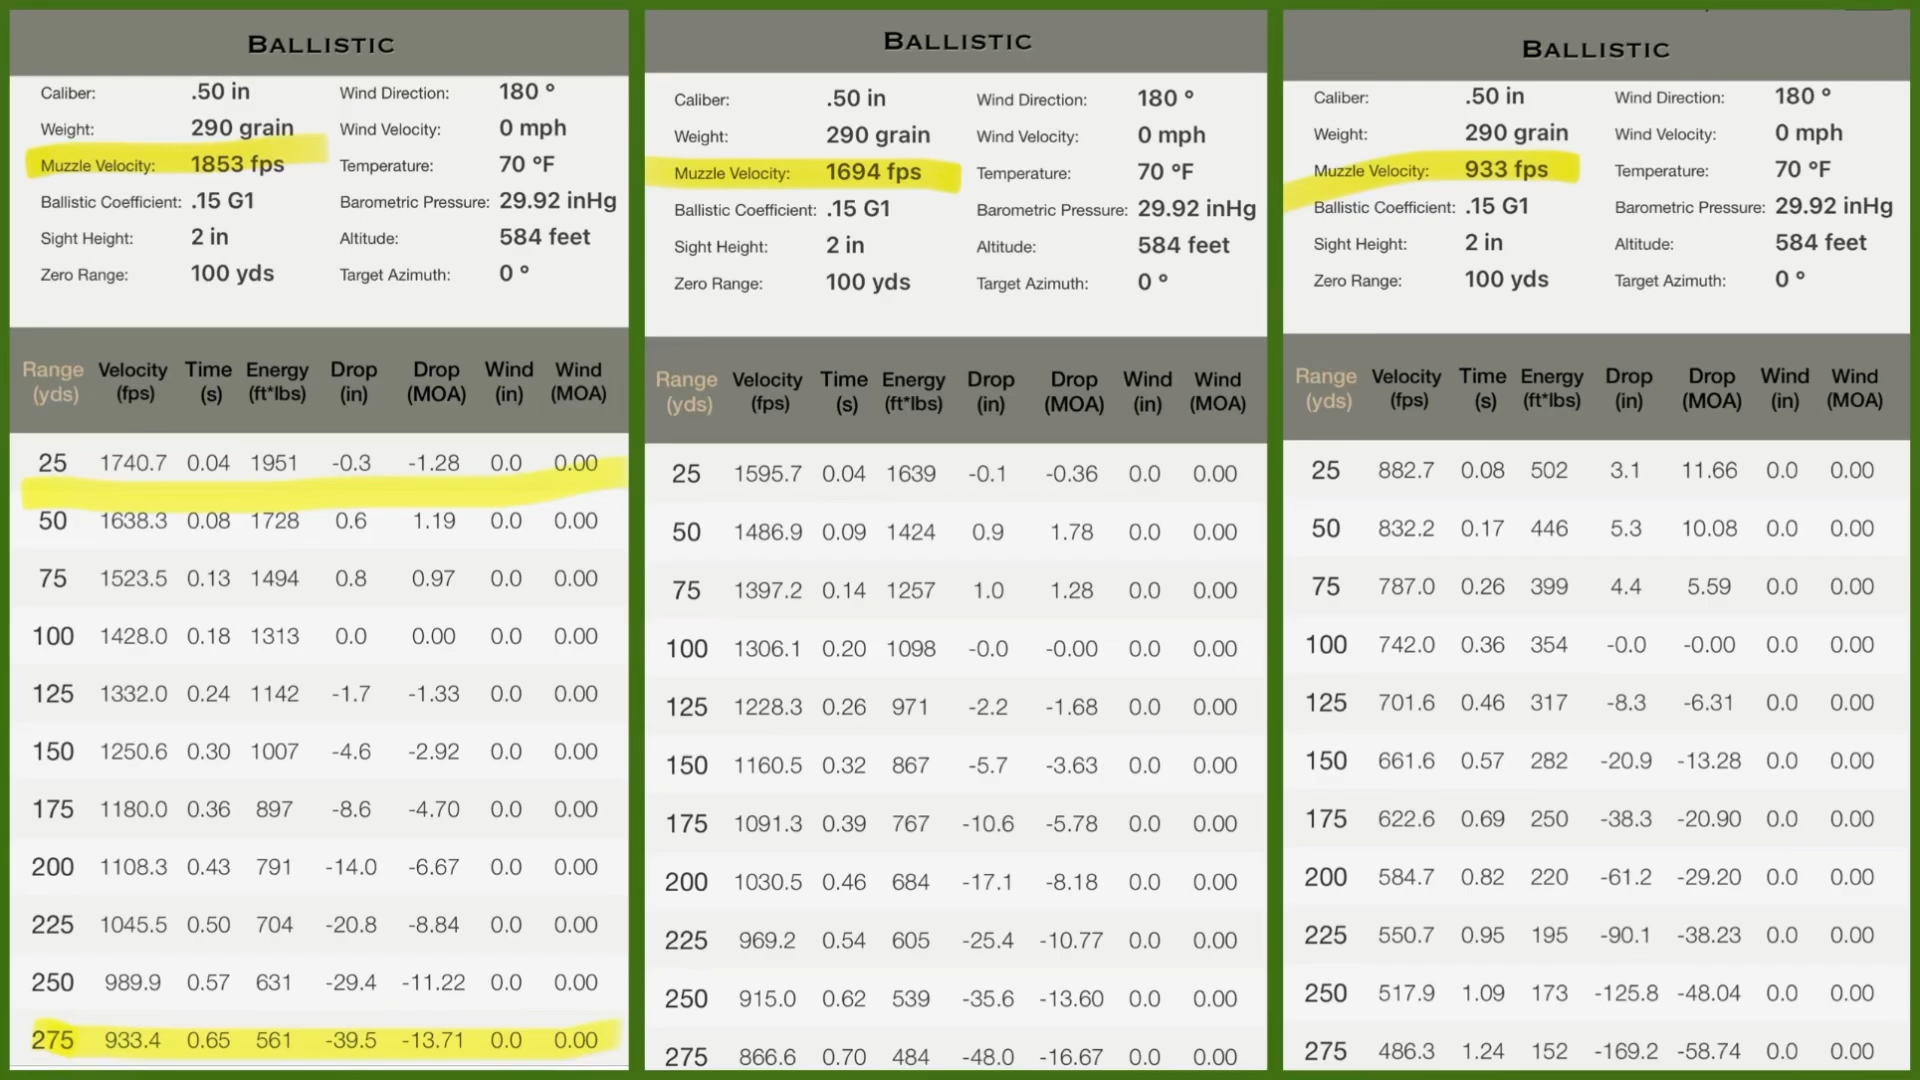 BALLISTIC
Caliber: .50 in Wind Direction: 180 °
Weight: 290 grain Wind Velocity: 0 mph
Muzzle Velocity: 1853 fps Temperature: 70 °F
Ballistic Coefficient: .15 G1 Barometric Pressure: 29.92 inHg
Sight Height: 2 in Altitude: 584 feet
Zero Range: 100 yds Target Azimuth: 0 °
Range Velocity Time Energy Drop Drop Wind Wind
(yds) (fps) (s) (ft*lbs) (in) (MOA) (in) (MOA)
25 1740.7 0.04 1951 -0.3 -1.28 0.0 0.00
50 1638.3 0.08 1728 0.6 1.19 0.0 0.00
75 1523.5 0.13 1494 0.8 0.97 0.0 0.00
100 1428.0 0.18 1313 0.0 0.00 0.0 0.00
125 1332.0 0.24 1142 -1.7 -1.33 0.0 0.00
150 1250.6 0.30 1007 -4.6 -2.92 0.0 0.00
175 1180.0 0.36 897 -8.6 -4.70 0.0 0.00
200 1108.3 0.43 791 -14.0 -6.67 0.0 0.00
225 1045.5 0.50 704 -20.8 -8.84 0.0 0.00
250 989.9 0.57 631 -29.4 -11.22 0.0 0.00
275 933.4 0.65 561 -39.5 -13.71 0.0 0.00
BALLISTIC
Caliber: .50 in Wind Direction: 180 °
Weight: 290 grain Wind Velocity: 0 mph
Muzzle Velocity: 1694 fps Temperature: 70 °F
Ballistic Coefficient: .15 G1 Barometric Pressure: 29.92 inHg
Sight Height: 2 in Altitude: 584 feet
Zero Range: 100 yds Target Azimuth: 0 °
Range Velocity Time Energy Drop Drop Wind Wind
(yds) (fps) (s) (ft*lbs) (in) (MOA) (in) (MOA)
25 1595.7 0.04 1639 -0.1 -0.36 0.0 0.00
50 1486.9 0.09 1424 0.9 1.78 0.0 0.00
75 1397.2 0.14 1257 1.0 1.28 0.0 0.00
100 1306.1 0.20 1098 -0.0 -0.00 0.0 0.00
125 1228.3 0.26 971 -2.2 -1.68 0.0 0.00
150 1160.5 0.32 867 -5.7 -3.63 0.0 0.00
175 1091.3 0.39 767 -10.6 -5.78 0.0 0.00
200 1030.5 0.46 684 -17.1 -8.18 0.0 0.00
225 969.2 0.54 605 -25.4 -10.77 0.0 0.00
250 915.0 0.62 539 -35.6 -13.60 0.0 0.00
275 866.6 0.70 484 -48.0 -16.67 0.0 0.00
BALLISTIC
Caliber: .50 in Wind Direction: 180 °
Weight: 290 grain Wind Velocity: 0 mph
Muzzle Velocity: 933 fps Temperature: 70 °F
Ballistic Coefficient: .15 G1 Barometric Pressure: 29.92 inHg
Sight Height: 2 in Altitude: 584 feet
Zero Range: 100 yds Target Azimuth: 0 °
Range Velocity Time Energy Drop Drop Wind Wind
(yds) (fps) (s) (ft*lbs) (in) (MOA) (in) (MOA)
25 882.7 0.08 502 3.1 11.66 0.0 0.00
50 832.2 0.17 446 5.3 10.08 0.0 0.00
75 787.0 0.26 399 4.4 5.59 0.0 0.00
100 742.0 0.36 354 -0.0 -0.00 0.0 0.00
125 701.6 0.46 317 -8.3 -6.31 0.0 0.00
150 661.6 0.57 282 -20.9 -13.28 0.0 0.00
175 622.6 0.69 250 -38.3 -20.90 0.0 0.00
200 584.7 0.82 220 -61.2 -29.20 0.0 0.00
225 550.7 0.95 195 -90.1 -38.23 0.0 0.00
250 517.9 1.09 173 -125.8 -48.04 0.0 0.00
275 486.3 1.24 152 -169.2 -58.74 0.0 0.00